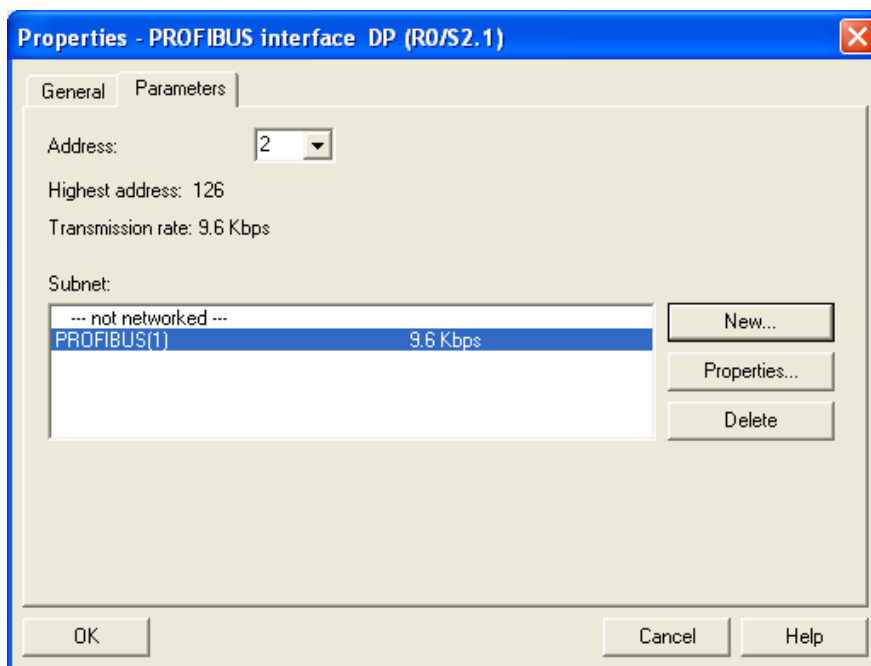 Properties - PROFIBUS interface DP (R0/S2.1)
General Parameters
Address: 2
Highest address: 126
Transmission rate: 9.6 Kbps
Subnet:
--- not networked ---
PROFIBUS(1) 9.6 Kbps
New...
Properties...
Delete
OK Cancel Help